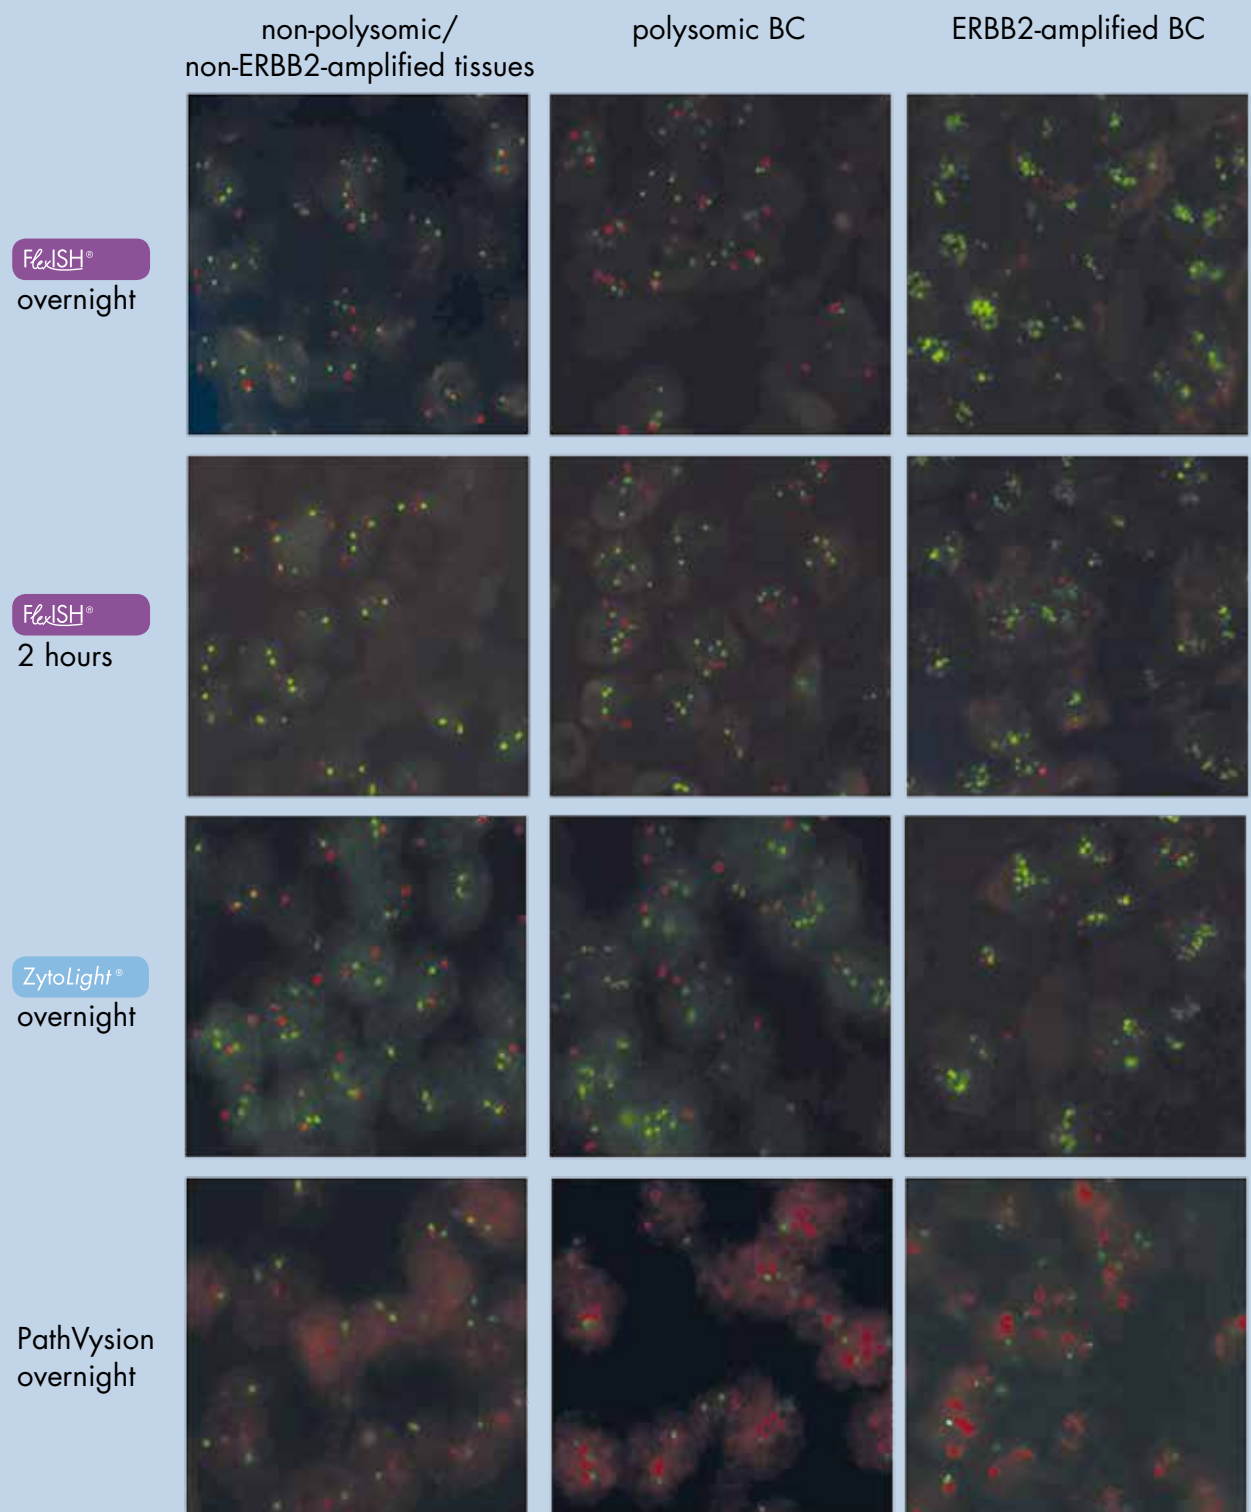 non-polysomic/
non-ERBB2-amplified tissues
polysomic BC
ERBB2-amplified BC
FlexISH®
overnight
FlexISH®
2 hours
ZytoLight®
overnight
PathVysion
overnight